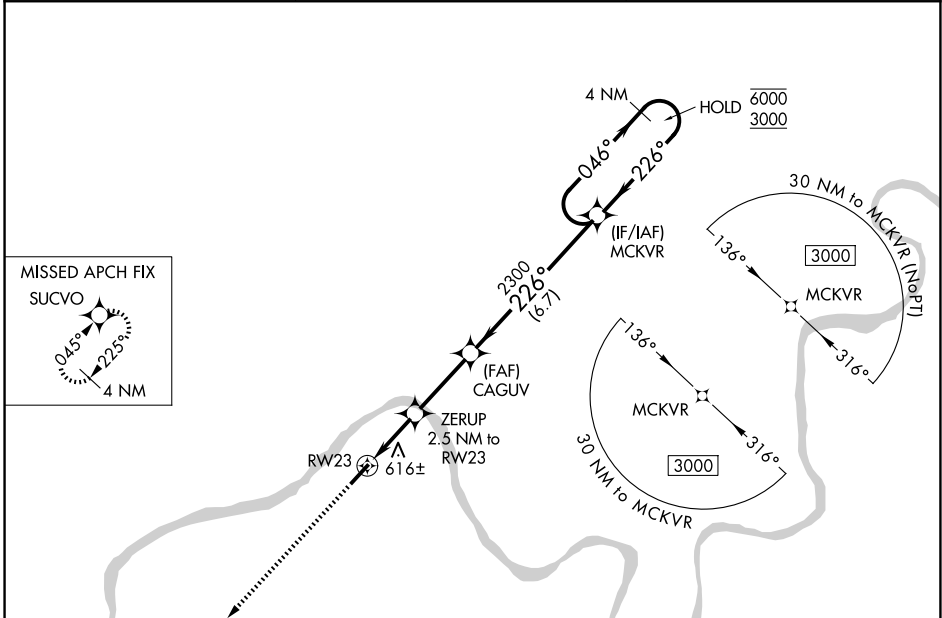 4 NM
HOLD
6000
3000
046°
226°
(IF/IAF)
MCKVR
30 NM to MCKVR (NoPT)
136°
3000
MCKVR
316°
MISSED APCH FIX
SUCVO
045°
225°
4 NM
2300
226°
(6.7)
(FAF)
CAGUV
136°
MCKVR
316°
3000
30 NM to MCKVR
ZERUP
2.5 NM to
RW23
RW23
616±